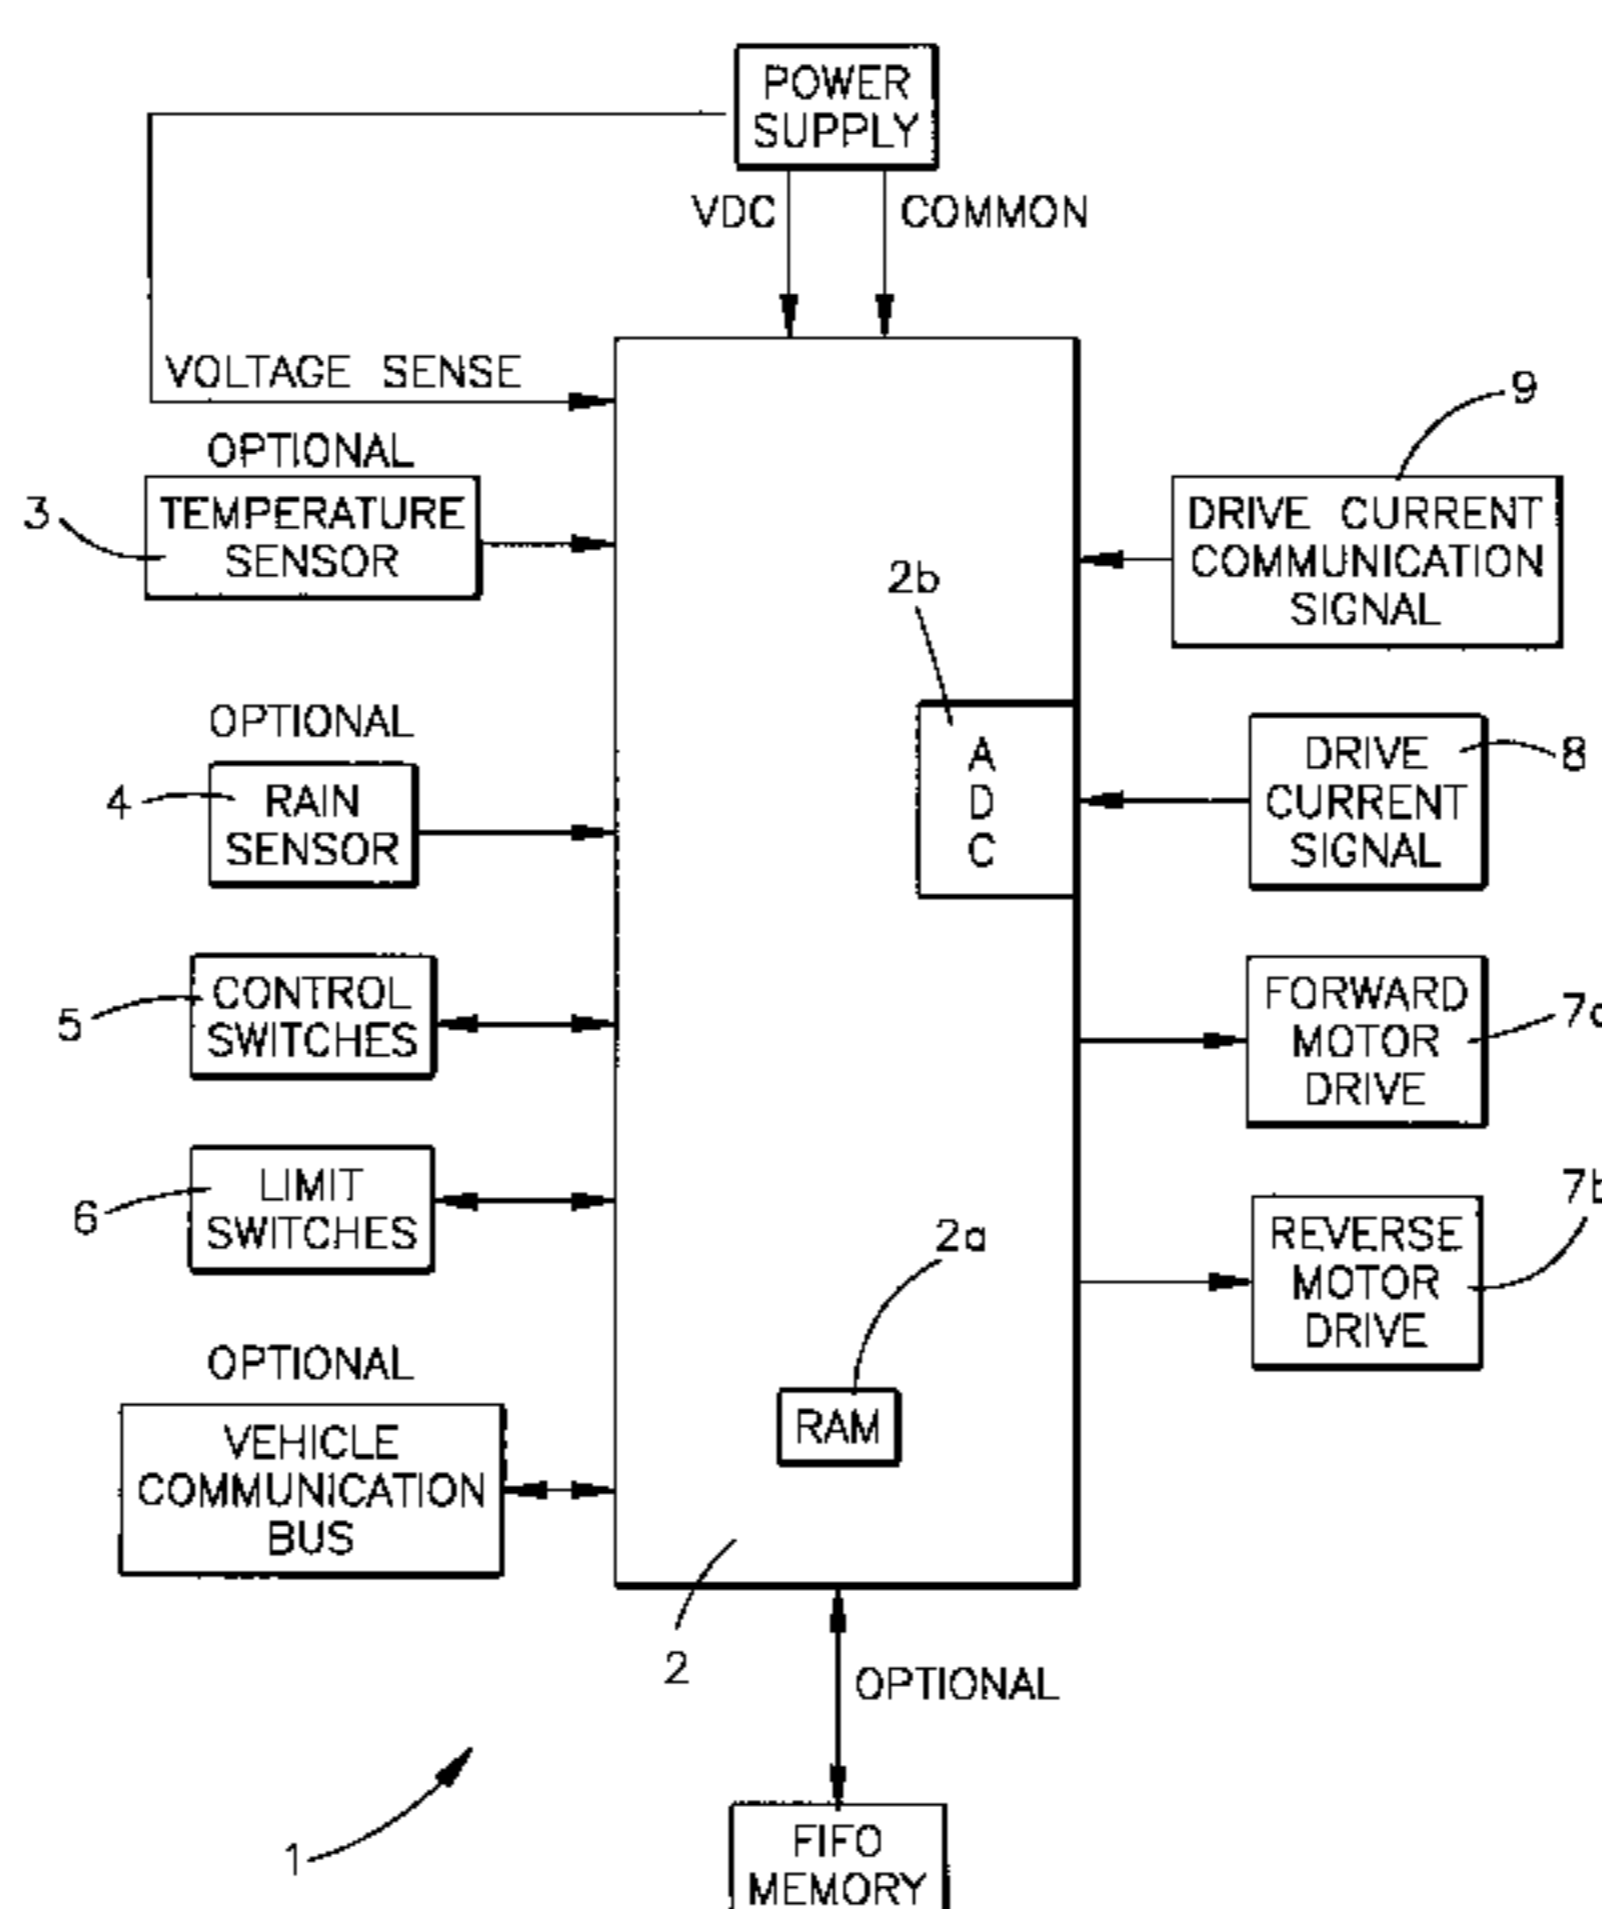 POWER
SUPPLY
VDC
COMMON
VOLTAGE SENSE
OPTIONAL
3
TEMPERATURE
SENSOR
9
DRIVE CURRENT
COMMUNICATION
SIGNAL
2b
OPTIONAL
4
RAIN
SENSOR
A
D
C
DRIVE
CURRENT
SIGNAL
8
5
CONTROL
SWITCHES
FORWARD
MOTOR
DRIVE
6
LIMIT
SWITCHES
2a
7b
REVERSE
MOTOR
DRIVE
OPTIONAL
VEHICLE
COMMUNICATION
BUS
RAM
2
OPTIONAL
1
FIFO
MEMORY